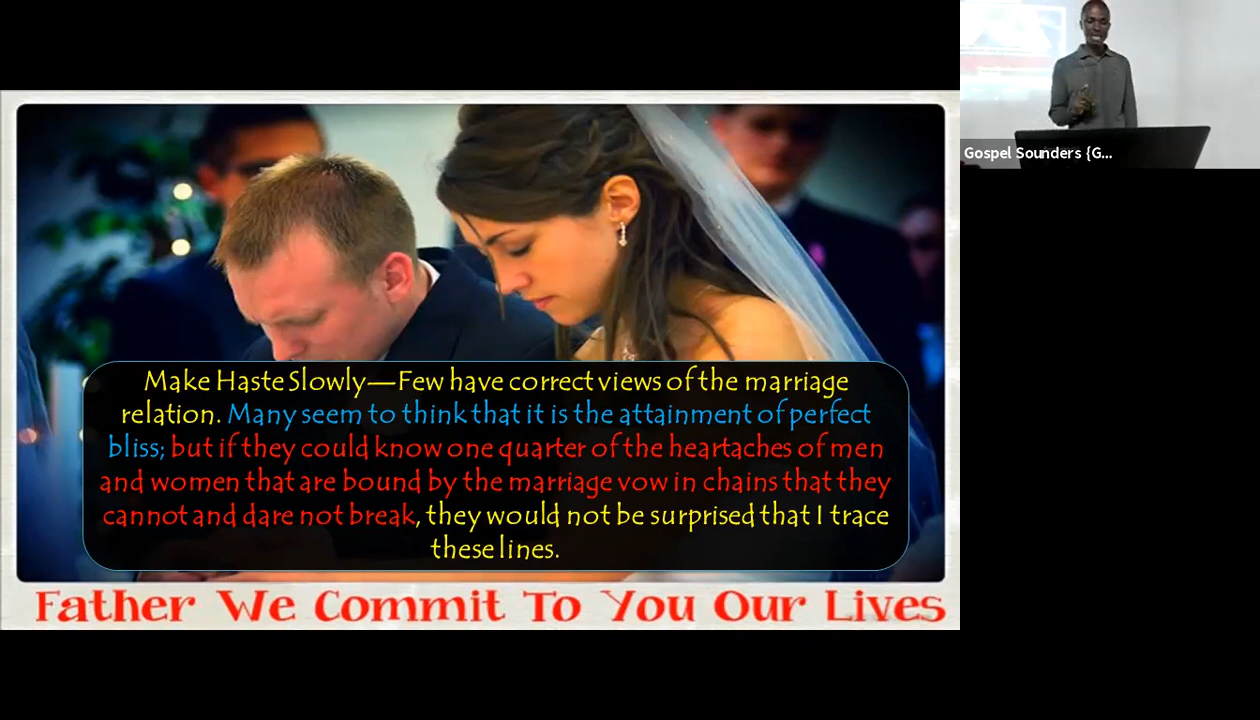 Gospel Sounders {G...
Make Haste Slowly—Few have correct views of the marriage
relation. Many seem to think that it is the attainment of perfect
bliss; but if they could know one quarter of the heartaches of men
and women that are bound by the marriage vow in chains that they
cannot and dare not break, they would not be surprised that I trace
these lines.
Father We Commit To You Our Lives